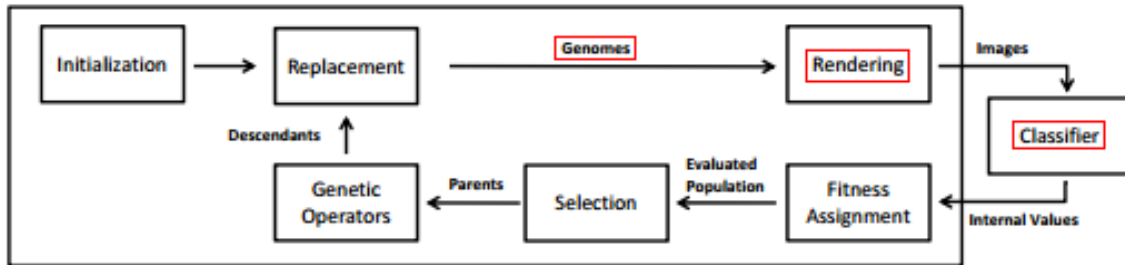 Initialization
Replacement
Genomes
Rendering
Images
Classifier
Descendants
Genetic
Operators
Parents
Selection
Evaluated
Population
Fitness
Assignment
Internal Values